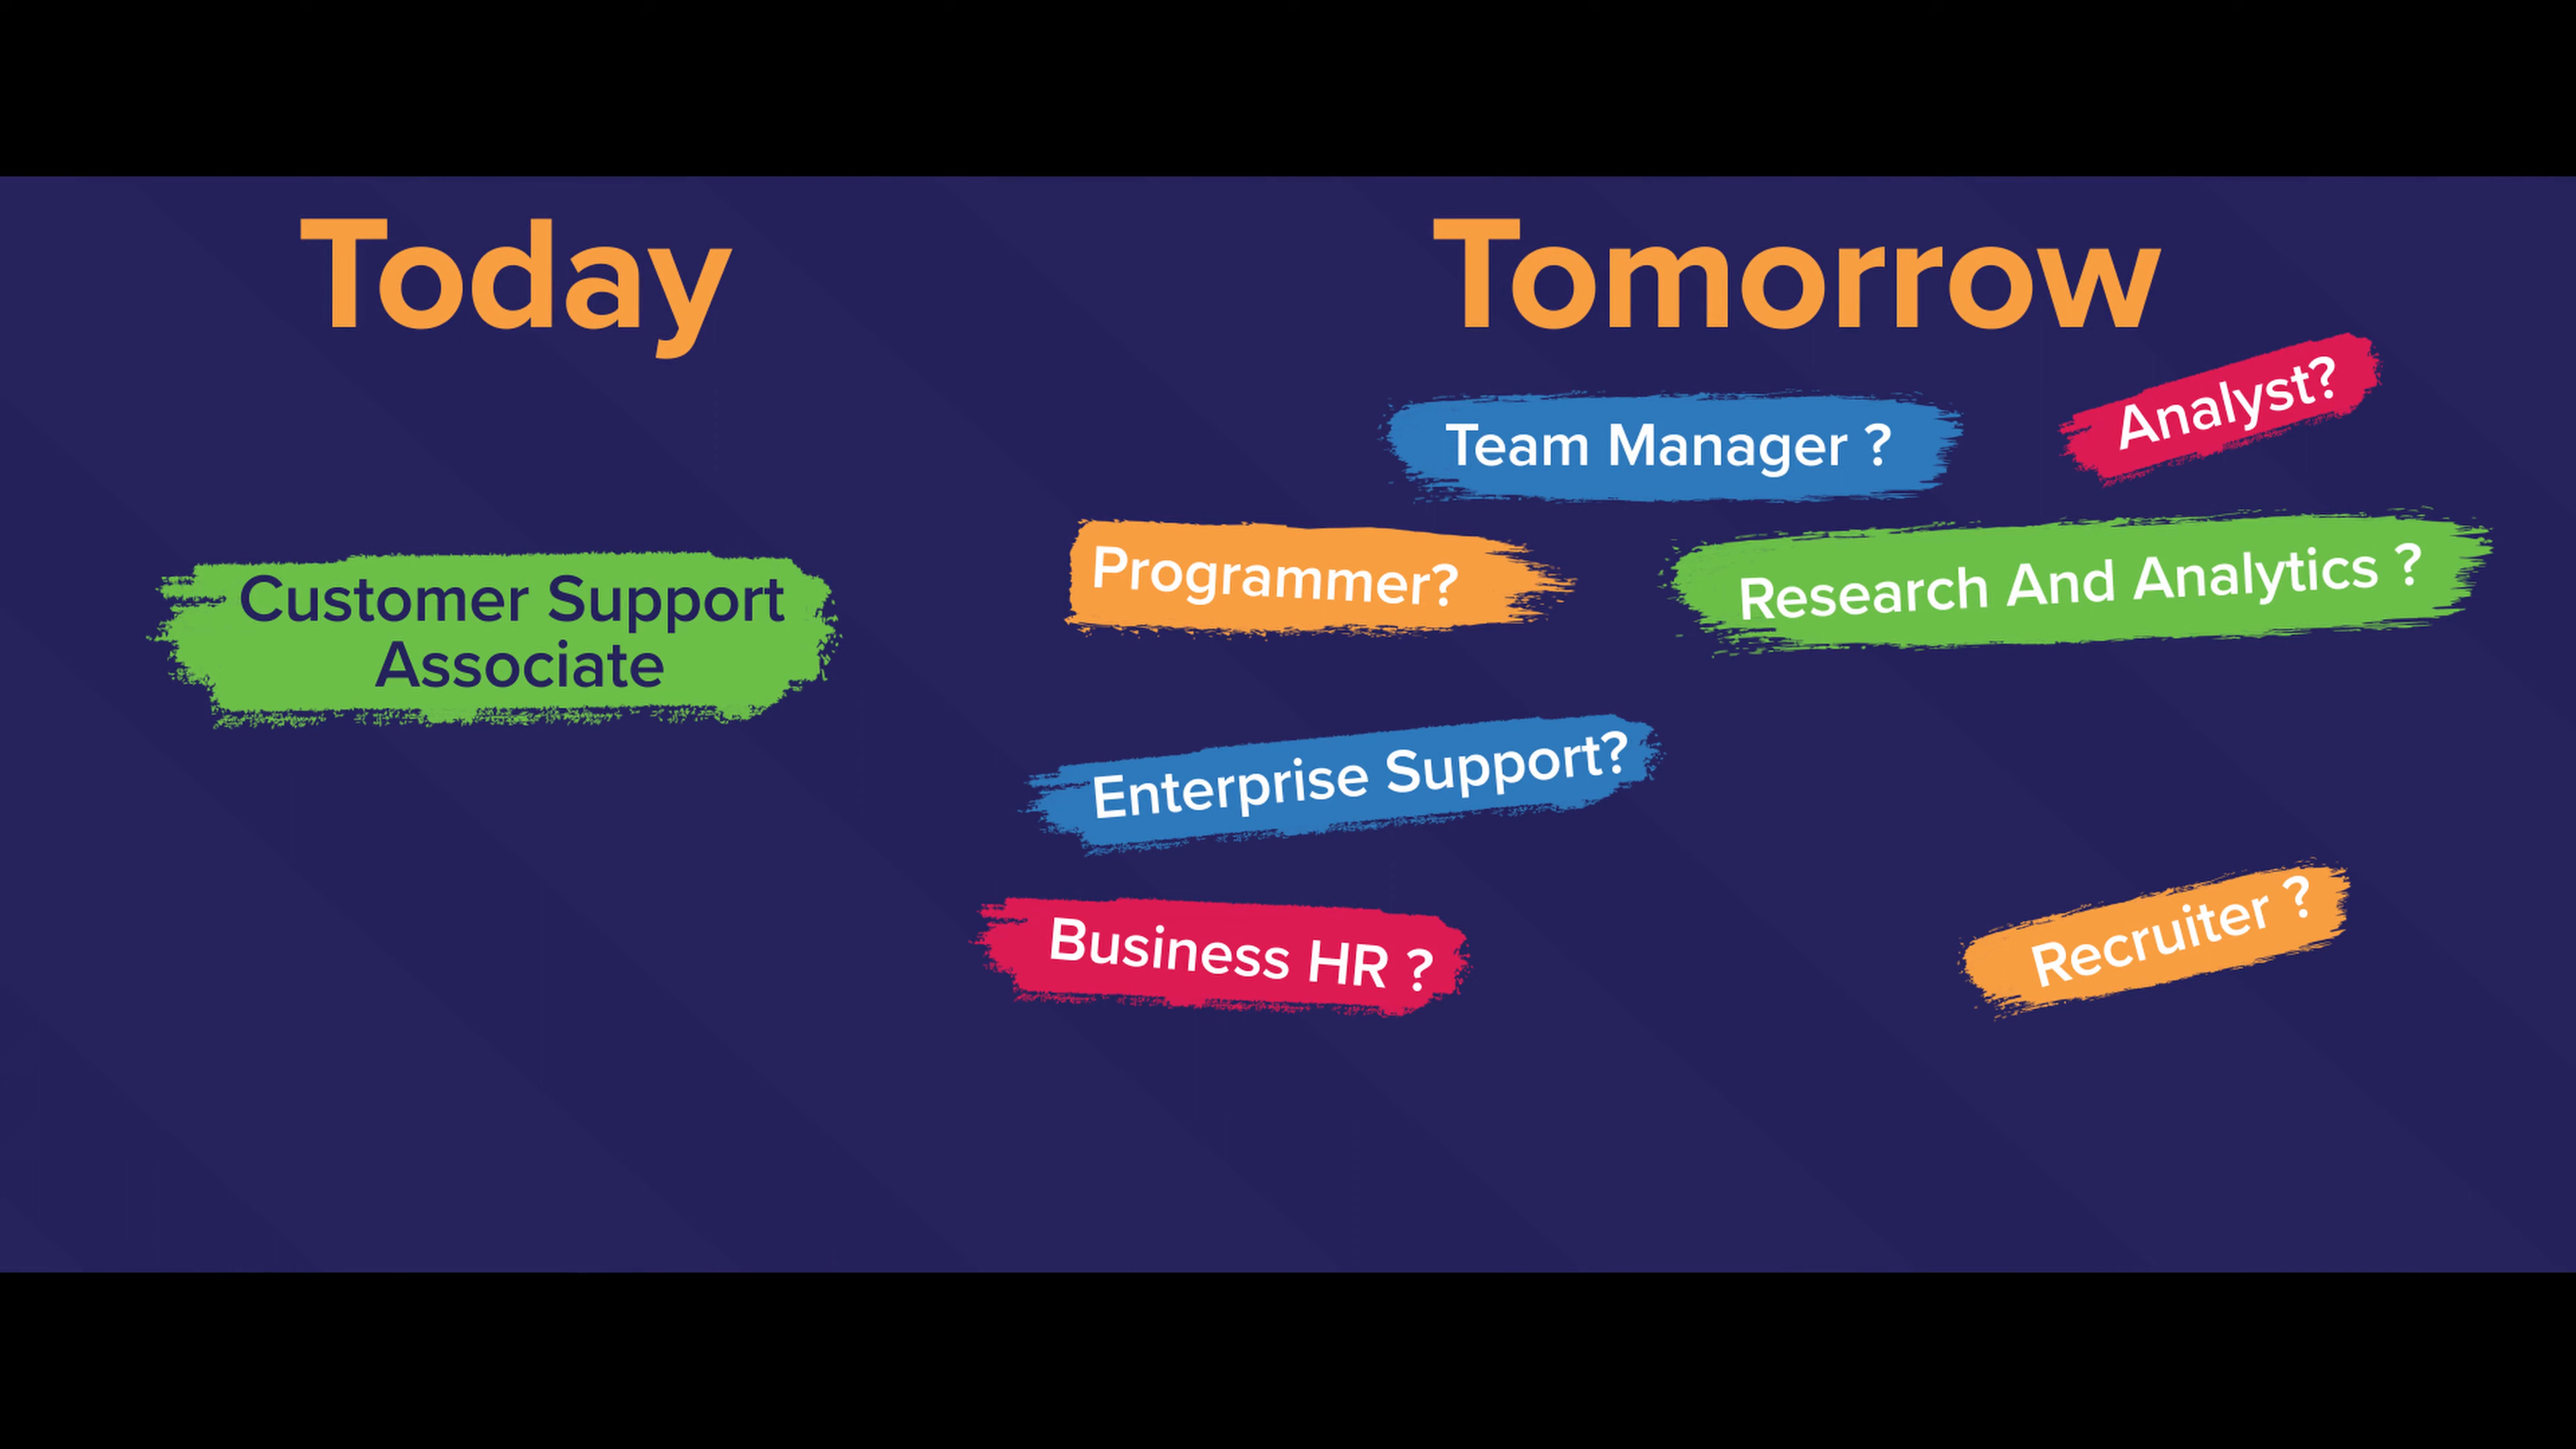 Today
Customer Support
Associate
Tomorrow
Team Manager ?
Analyst?
Programmer?
Research And Analytics ?
Enterprise Support?
Business HR ?
Recruiter ?